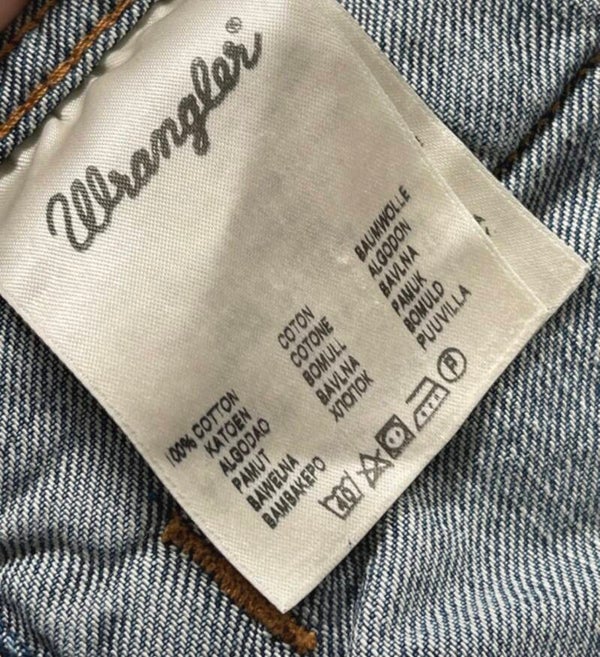 Wrangler®
100% COTTON COTON BAUMWOLLE
KATOEN COTONE ALGODON
ALGODAO BOMULL BAVLNA
PAMUT BAVLNA PAMUK
BAWELNA ХЛОПОК BOMULD
BAMBAKEPO PUUVILLA
F